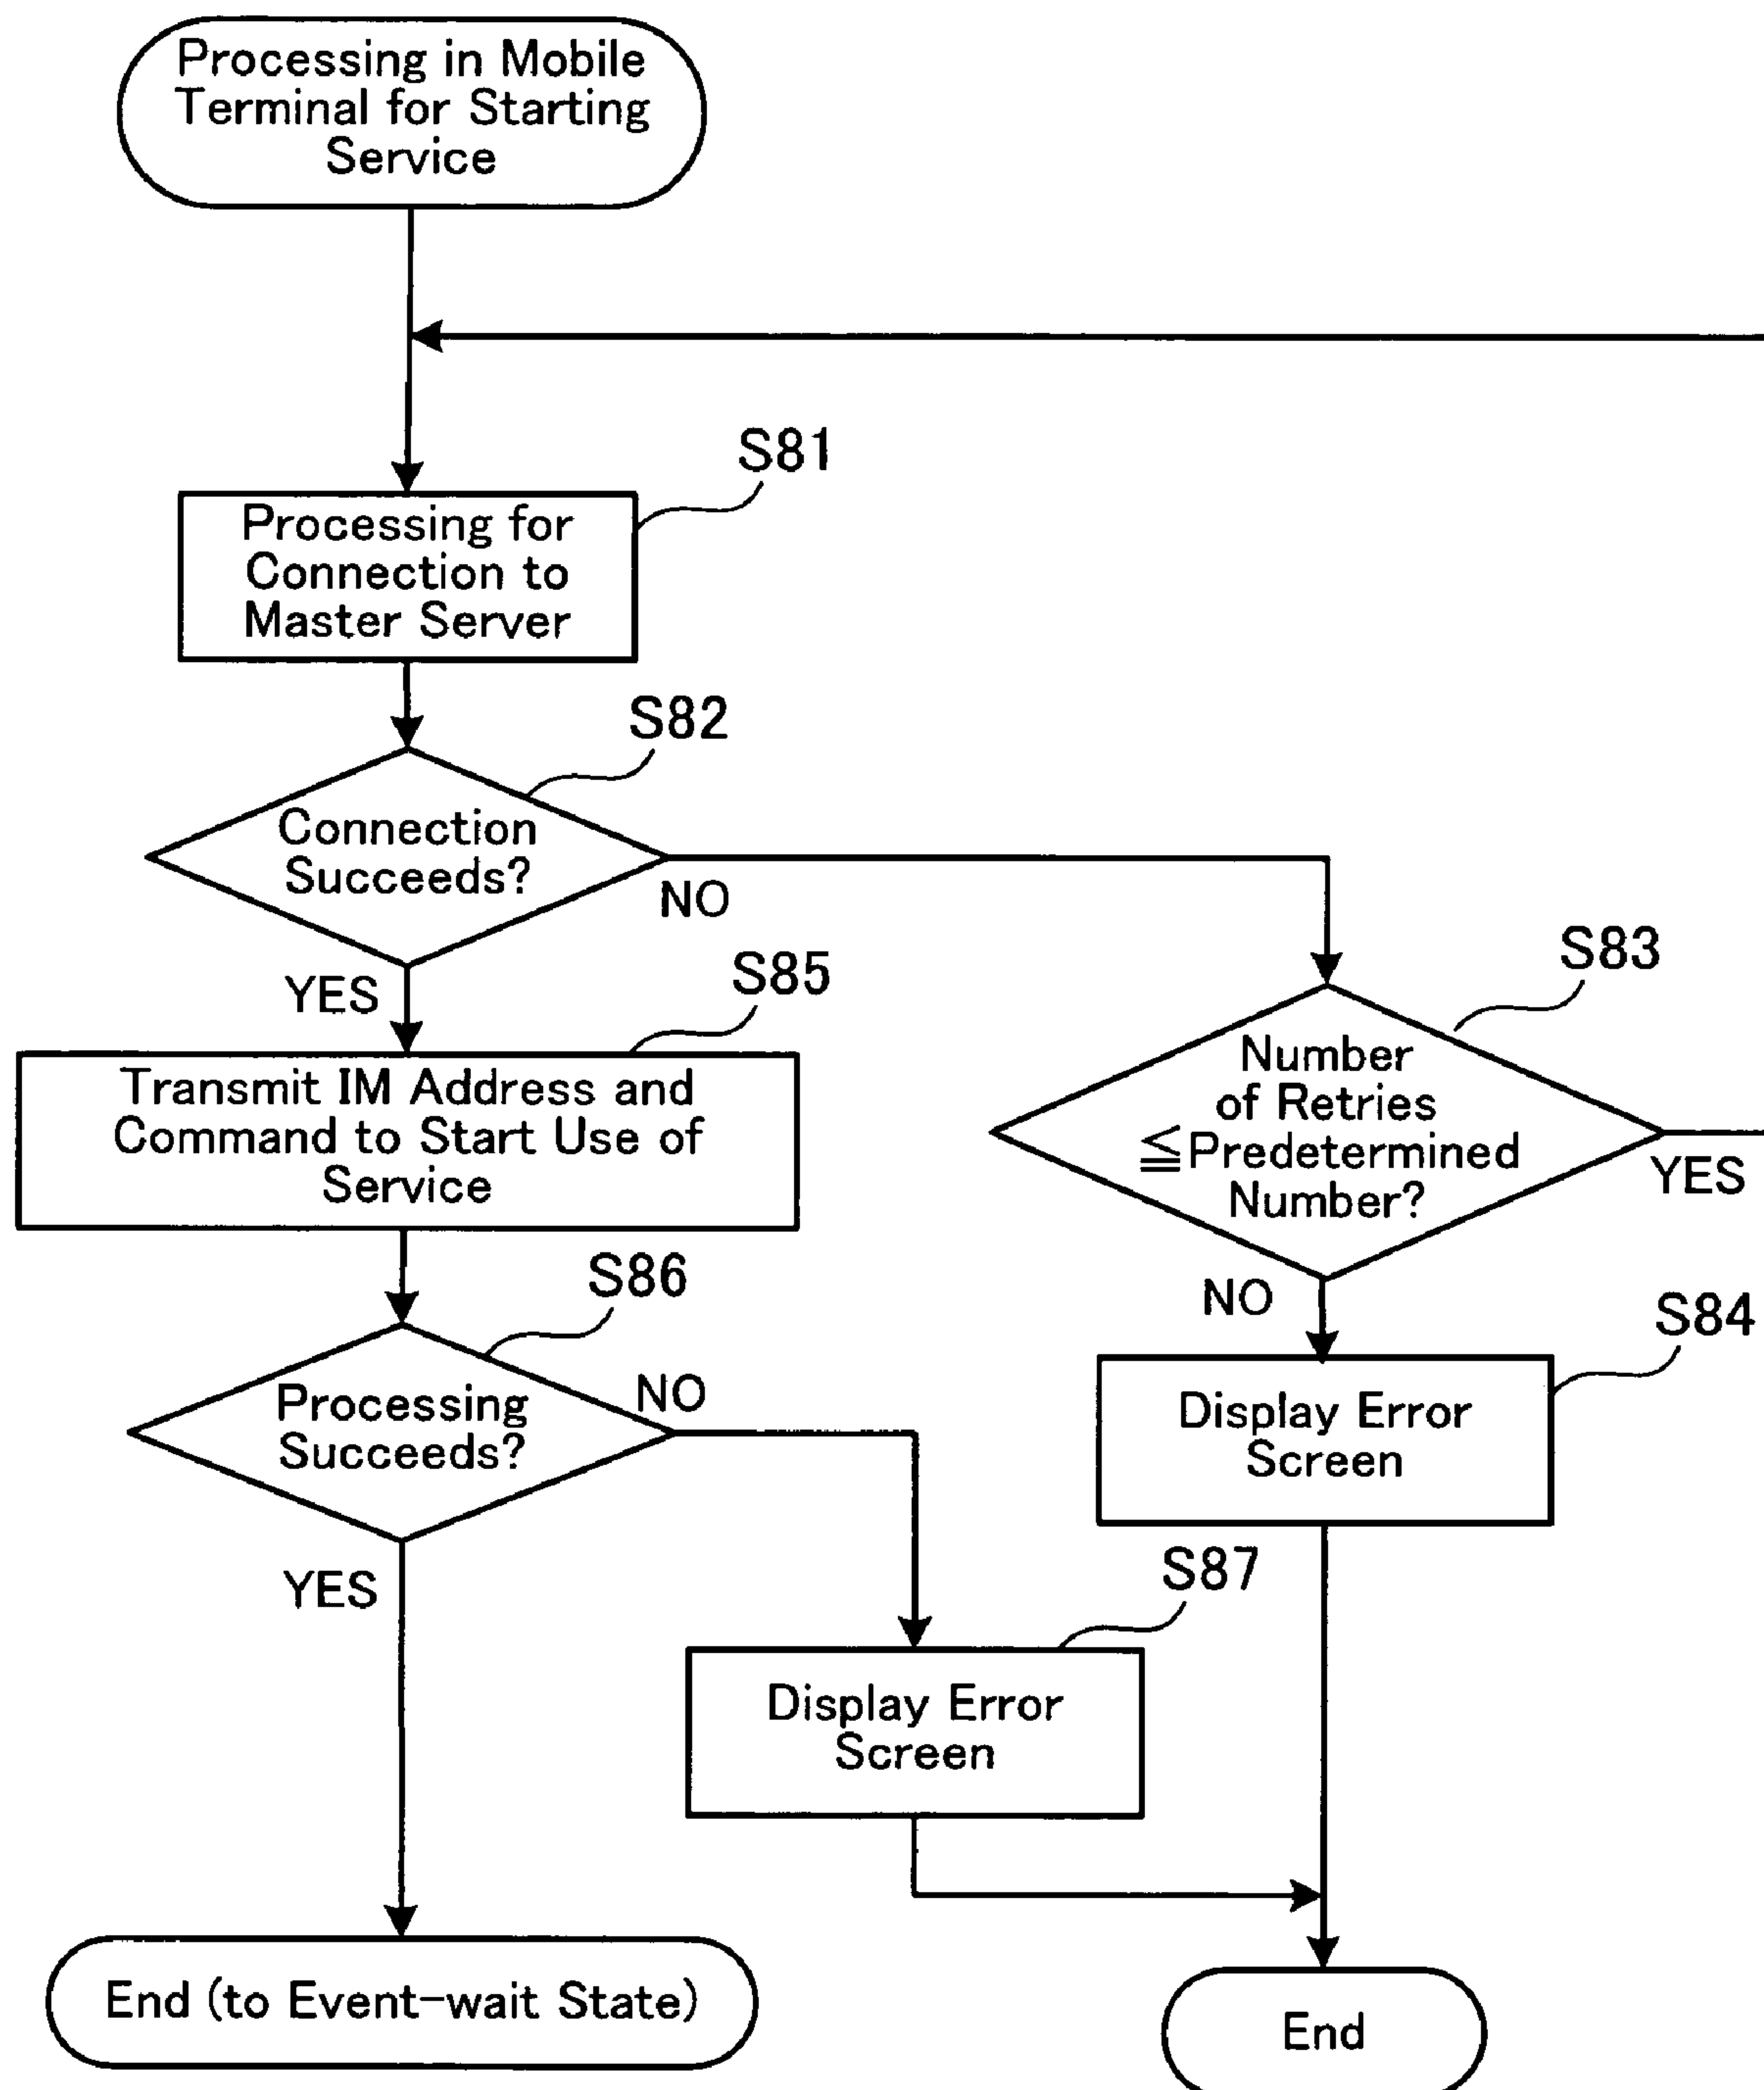 Processing in Mobile
Terminal for Starting
Service
S81
Processing for
Connection to
Master Server
S82
Connection
Succeeds?
NO
YES
S83
Number
of Retries
≦Predetermined
Number?
YES
NO
S85
Transmit IM Address and
Command to Start Use of
Service
S86
Processing
Succeeds?
NO
YES
S84
Display Error
Screen
S87
Display Error
Screen
End (to Event-wait State)
End